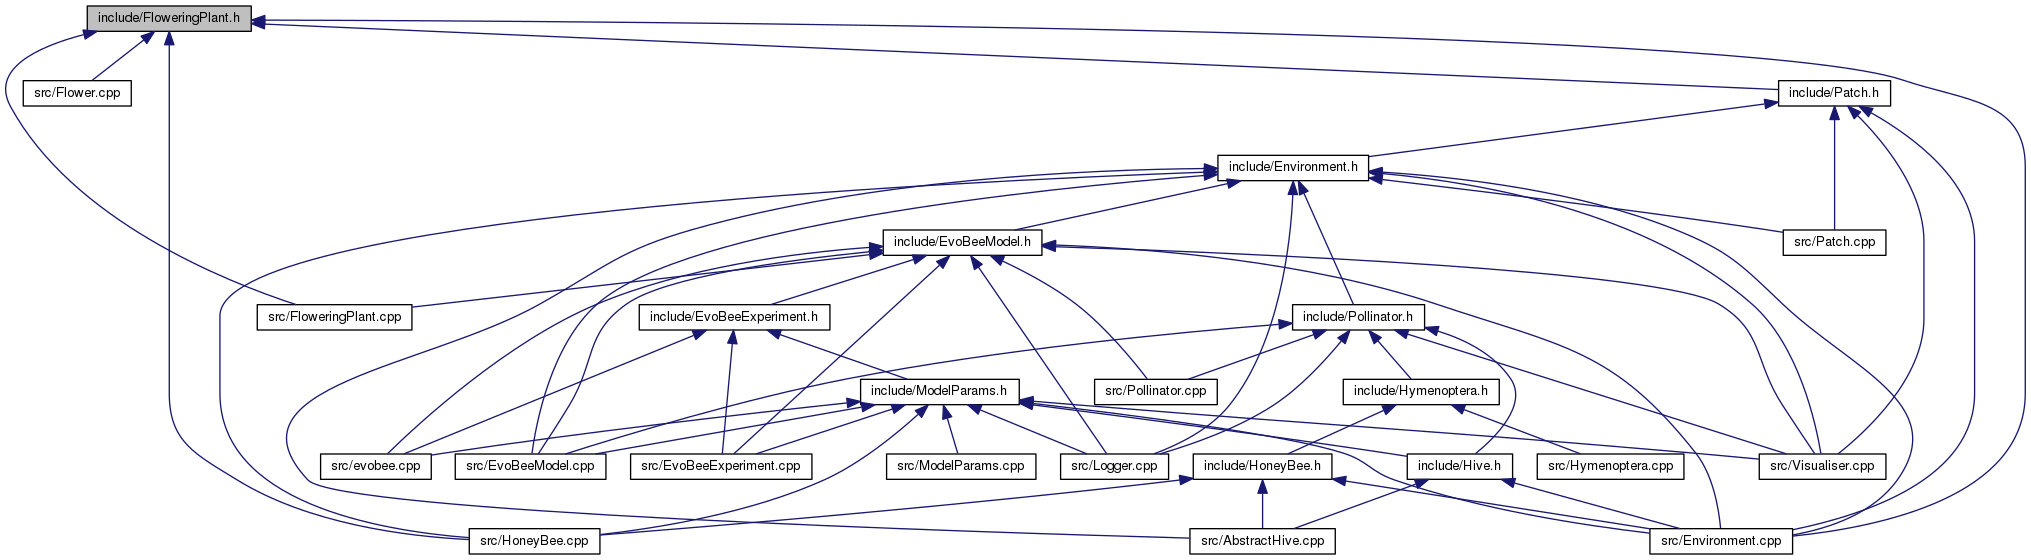 include/FloweringPlant.h
src/Flower.cpp
include/Patch.h
include/Environment.h
include/EvoBeeModel.h
src/Patch.cpp
src/FloweringPlant.cpp
include/EvoBeeExperiment.h
include/Pollinator.h
include/ModelParams.h
src/Pollinator.cpp
include/Hymenoptera.h
src/evobee.cpp
src/EvoBeeModel.cpp
src/EvoBeeExperiment.cpp
src/ModelParams.cpp
src/Logger.cpp
include/HoneyBee.h
include/Hive.h
src/Hymenoptera.cpp
src/Visualiser.cpp
src/HoneyBee.cpp
src/AbstractHive.cpp
src/Environment.cpp